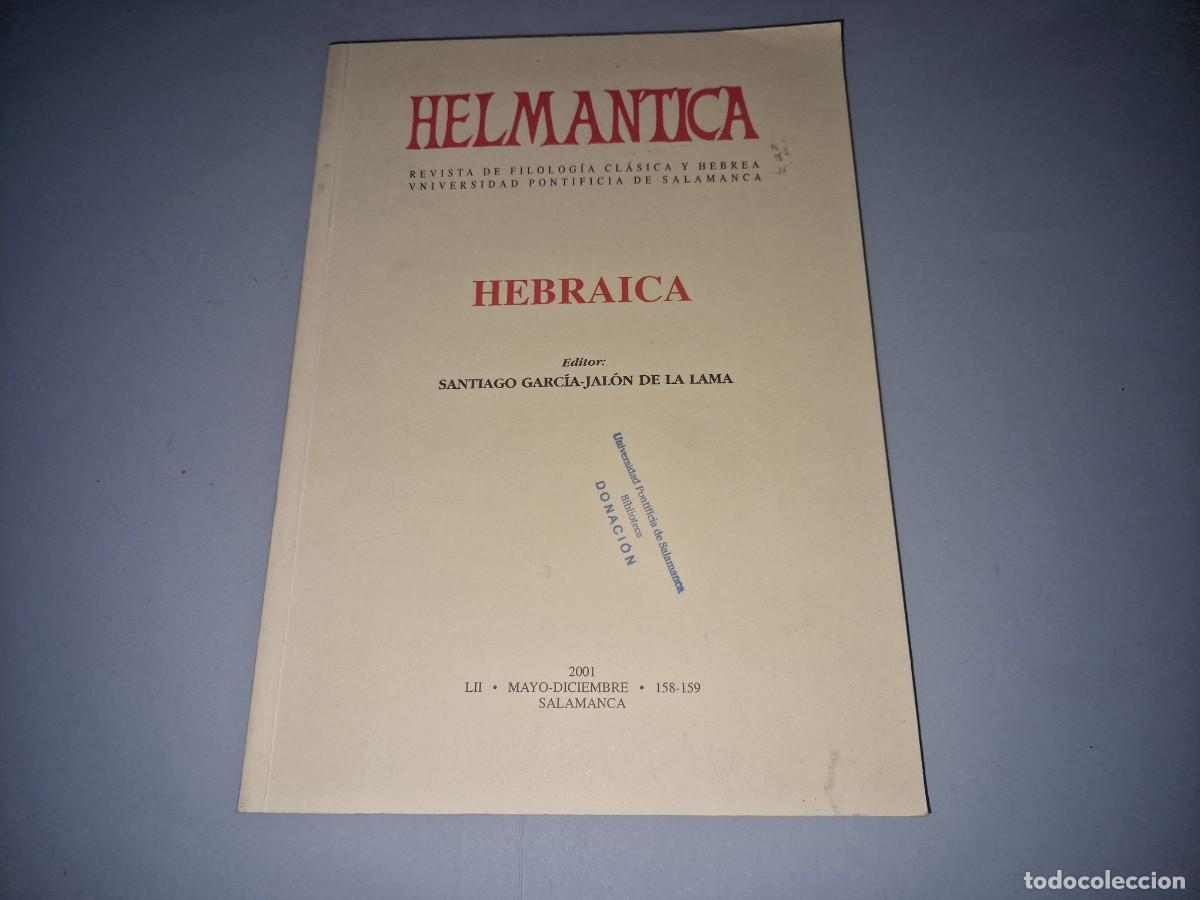 HELMANTICA
REVISTA DE FILOLOGÍA CLÁSICA Y HEBREA
VNIVERSIDAD PONTIFICIA DE SALAMANCA
HEBRAICA
Editor:
SANTIAGO GARCÍA-JALÓN DE LA LAMA
Universidad Pontificia de Salamanca
Biblioteca
DONACIÓN
2001
LII • MAYO-DICIEMBRE • 158-159
SALAMANCA
todocoleccion